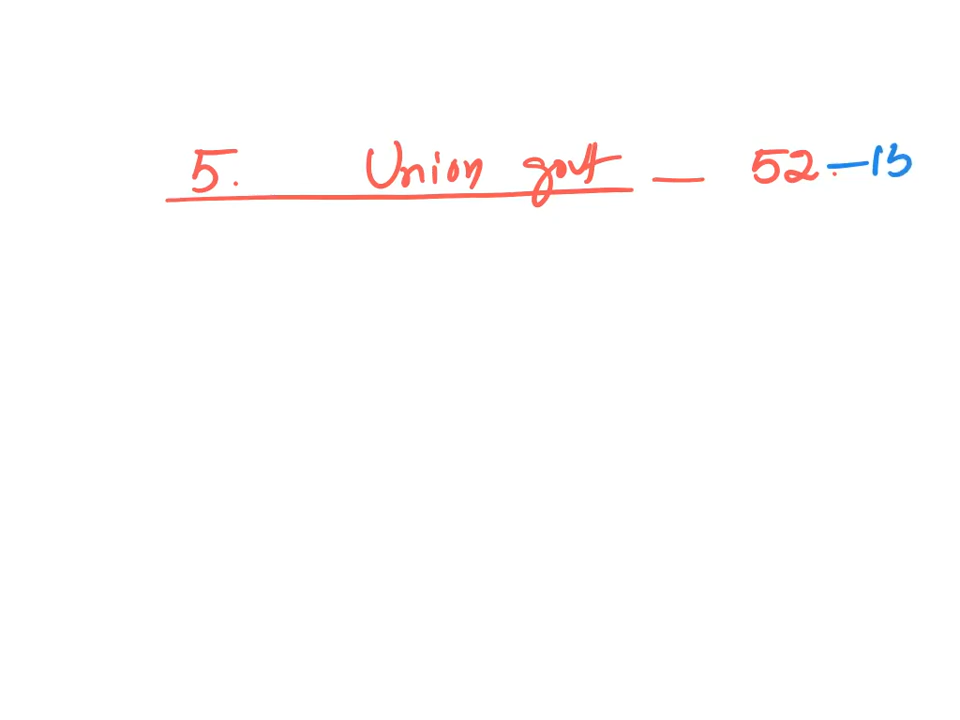 5. Union govt — 52. — 15